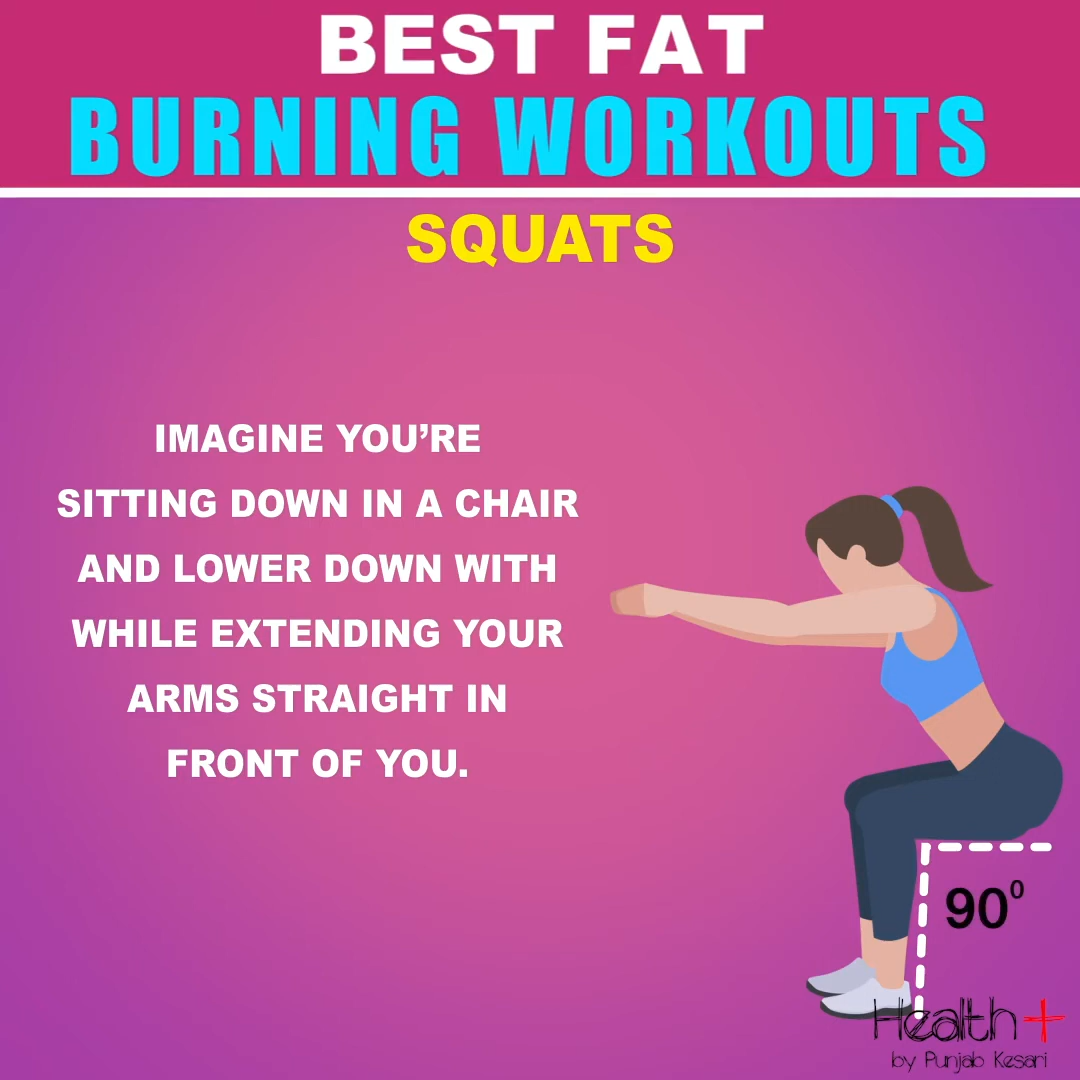 BEST FAT
BURNING WORKOUTS
SQUATS
IMAGINE YOU’RE
SITTING DOWN IN A CHAIR
AND LOWER DOWN WITH
WHILE EXTENDING YOUR
ARMS STRAIGHT IN
FRONT OF YOU.
90⁰
Health+
by Punjab Kesari